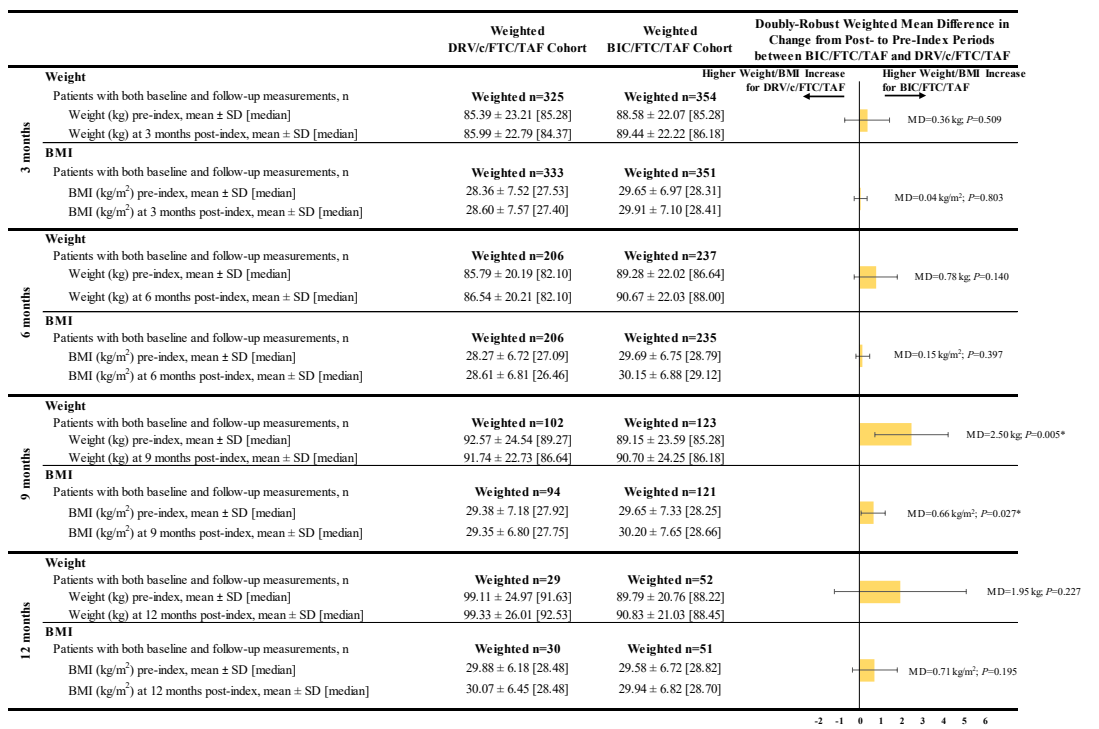 Weighted DRV/c/FTC/TAF Cohort
Weighted BIC/FTC/TAF Cohort
Doubly-Robust Weighted Mean Difference in
Change from Post- to Pre-Index Periods
between BIC/FTC/TAF and DRV/c/FTC/TAF
Higher Weight/BMI Increase for DRV/c/FTC/TAF
Higher Weight/BMI Increase for BIC/FTC/TAF
3 months
Weight
Patients with both baseline and follow-up measurements, n Weighted n=325 Weighted n=354
Weight (kg) pre-index, mean ± SD [median] 85.39 ± 23.21 [85.28] 88.58 ± 22.07 [85.28]
MD=0.36 kg; P=0.509
Weight (kg) at 3 months post-index, mean ± SD [median] 85.99 ± 22.79 [84.37] 89.44 ± 22.22 [86.18]
BMI
Patients with both baseline and follow-up measurements, n Weighted n=333 Weighted n=351
BMI (kg/m²) pre-index, mean ± SD [median] 28.36 ± 7.52 [27.53] 29.65 ± 6.97 [28.31]
MD=0.04 kg/m²; P=0.803
BMI (kg/m²) at 3 months post-index, mean ± SD [median] 28.60 ± 7.57 [27.40] 29.91 ± 7.10 [28.41]
6 months
Weight
Patients with both baseline and follow-up measurements, n Weighted n=206 Weighted n=237
Weight (kg) pre-index, mean ± SD [median] 85.79 ± 20.19 [82.10] 89.28 ± 22.02 [86.64]
MD=0.78 kg; P=0.140
Weight (kg) at 6 months post-index, mean ± SD [median] 86.54 ± 20.21 [82.10] 90.67 ± 22.03 [88.00]
BMI
Patients with both baseline and follow-up measurements, n Weighted n=206 Weighted n=235
BMI (kg/m²) pre-index, mean ± SD [median] 28.27 ± 6.72 [27.09] 29.69 ± 6.75 [28.79]
MD=0.15 kg/m²; P=0.397
BMI (kg/m²) at 6 months post-index, mean ± SD [median] 28.61 ± 6.81 [26.46] 30.15 ± 6.88 [29.12]
9 months
Weight
Patients with both baseline and follow-up measurements, n Weighted n=102 Weighted n=123
Weight (kg) pre-index, mean ± SD [median] 92.57 ± 24.54 [89.27] 89.15 ± 23.59 [85.28]
MD=2.50 kg; P=0.005*
Weight (kg) at 9 months post-index, mean ± SD [median] 91.74 ± 22.73 [86.64] 90.70 ± 24.25 [86.18]
BMI
Patients with both baseline and follow-up measurements, n Weighted n=94 Weighted n=121
BMI (kg/m²) pre-index, mean ± SD [median] 29.38 ± 7.18 [27.92] 29.65 ± 7.33 [28.25]
MD=0.66 kg/m²; P=0.027*
BMI (kg/m²) at 9 months post-index, mean ± SD [median] 29.35 ± 6.80 [27.75] 30.20 ± 7.65 [28.66]
12 months
Weight
Patients with both baseline and follow-up measurements, n Weighted n=29 Weighted n=52
Weight (kg) pre-index, mean ± SD [median] 99.11 ± 24.97 [91.63] 89.79 ± 20.76 [88.22]
MD=1.95 kg; P=0.227
Weight (kg) at 12 months post-index, mean ± SD [median] 99.33 ± 26.01 [92.53] 90.83 ± 21.03 [88.45]
BMI
Patients with both baseline and follow-up measurements, n Weighted n=30 Weighted n=51
BMI (kg/m²) pre-index, mean ± SD [median] 29.88 ± 6.18 [28.48] 29.58 ± 6.72 [28.82]
MD=0.71 kg/m²; P=0.195
BMI (kg/m²) at 12 months post-index, mean ± SD [median] 30.07 ± 6.45 [28.48] 29.94 ± 6.82 [28.70]
-2 -1 0 1 2 3 4 5 6